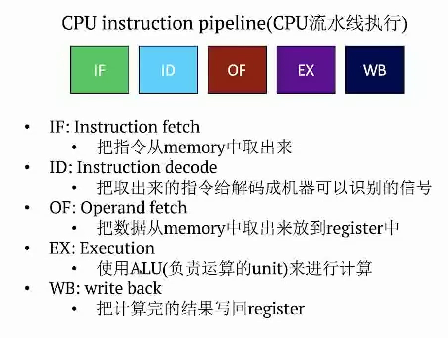 CPU instruction pipeline(CPU流水线执行)
IF ID OF EX WB
• IF: Instruction fetch
• 把指令从memory中取出来
• ID: Instruction decode
• 把取出来的指令给解码成机器可以识别的信号
• OF: Operand fetch
• 把数据从memory中取出来放到register中
• EX: Execution
• 使用ALU(负责运算的unit)来进行计算
• WB: write back
• 把计算完的结果写回register